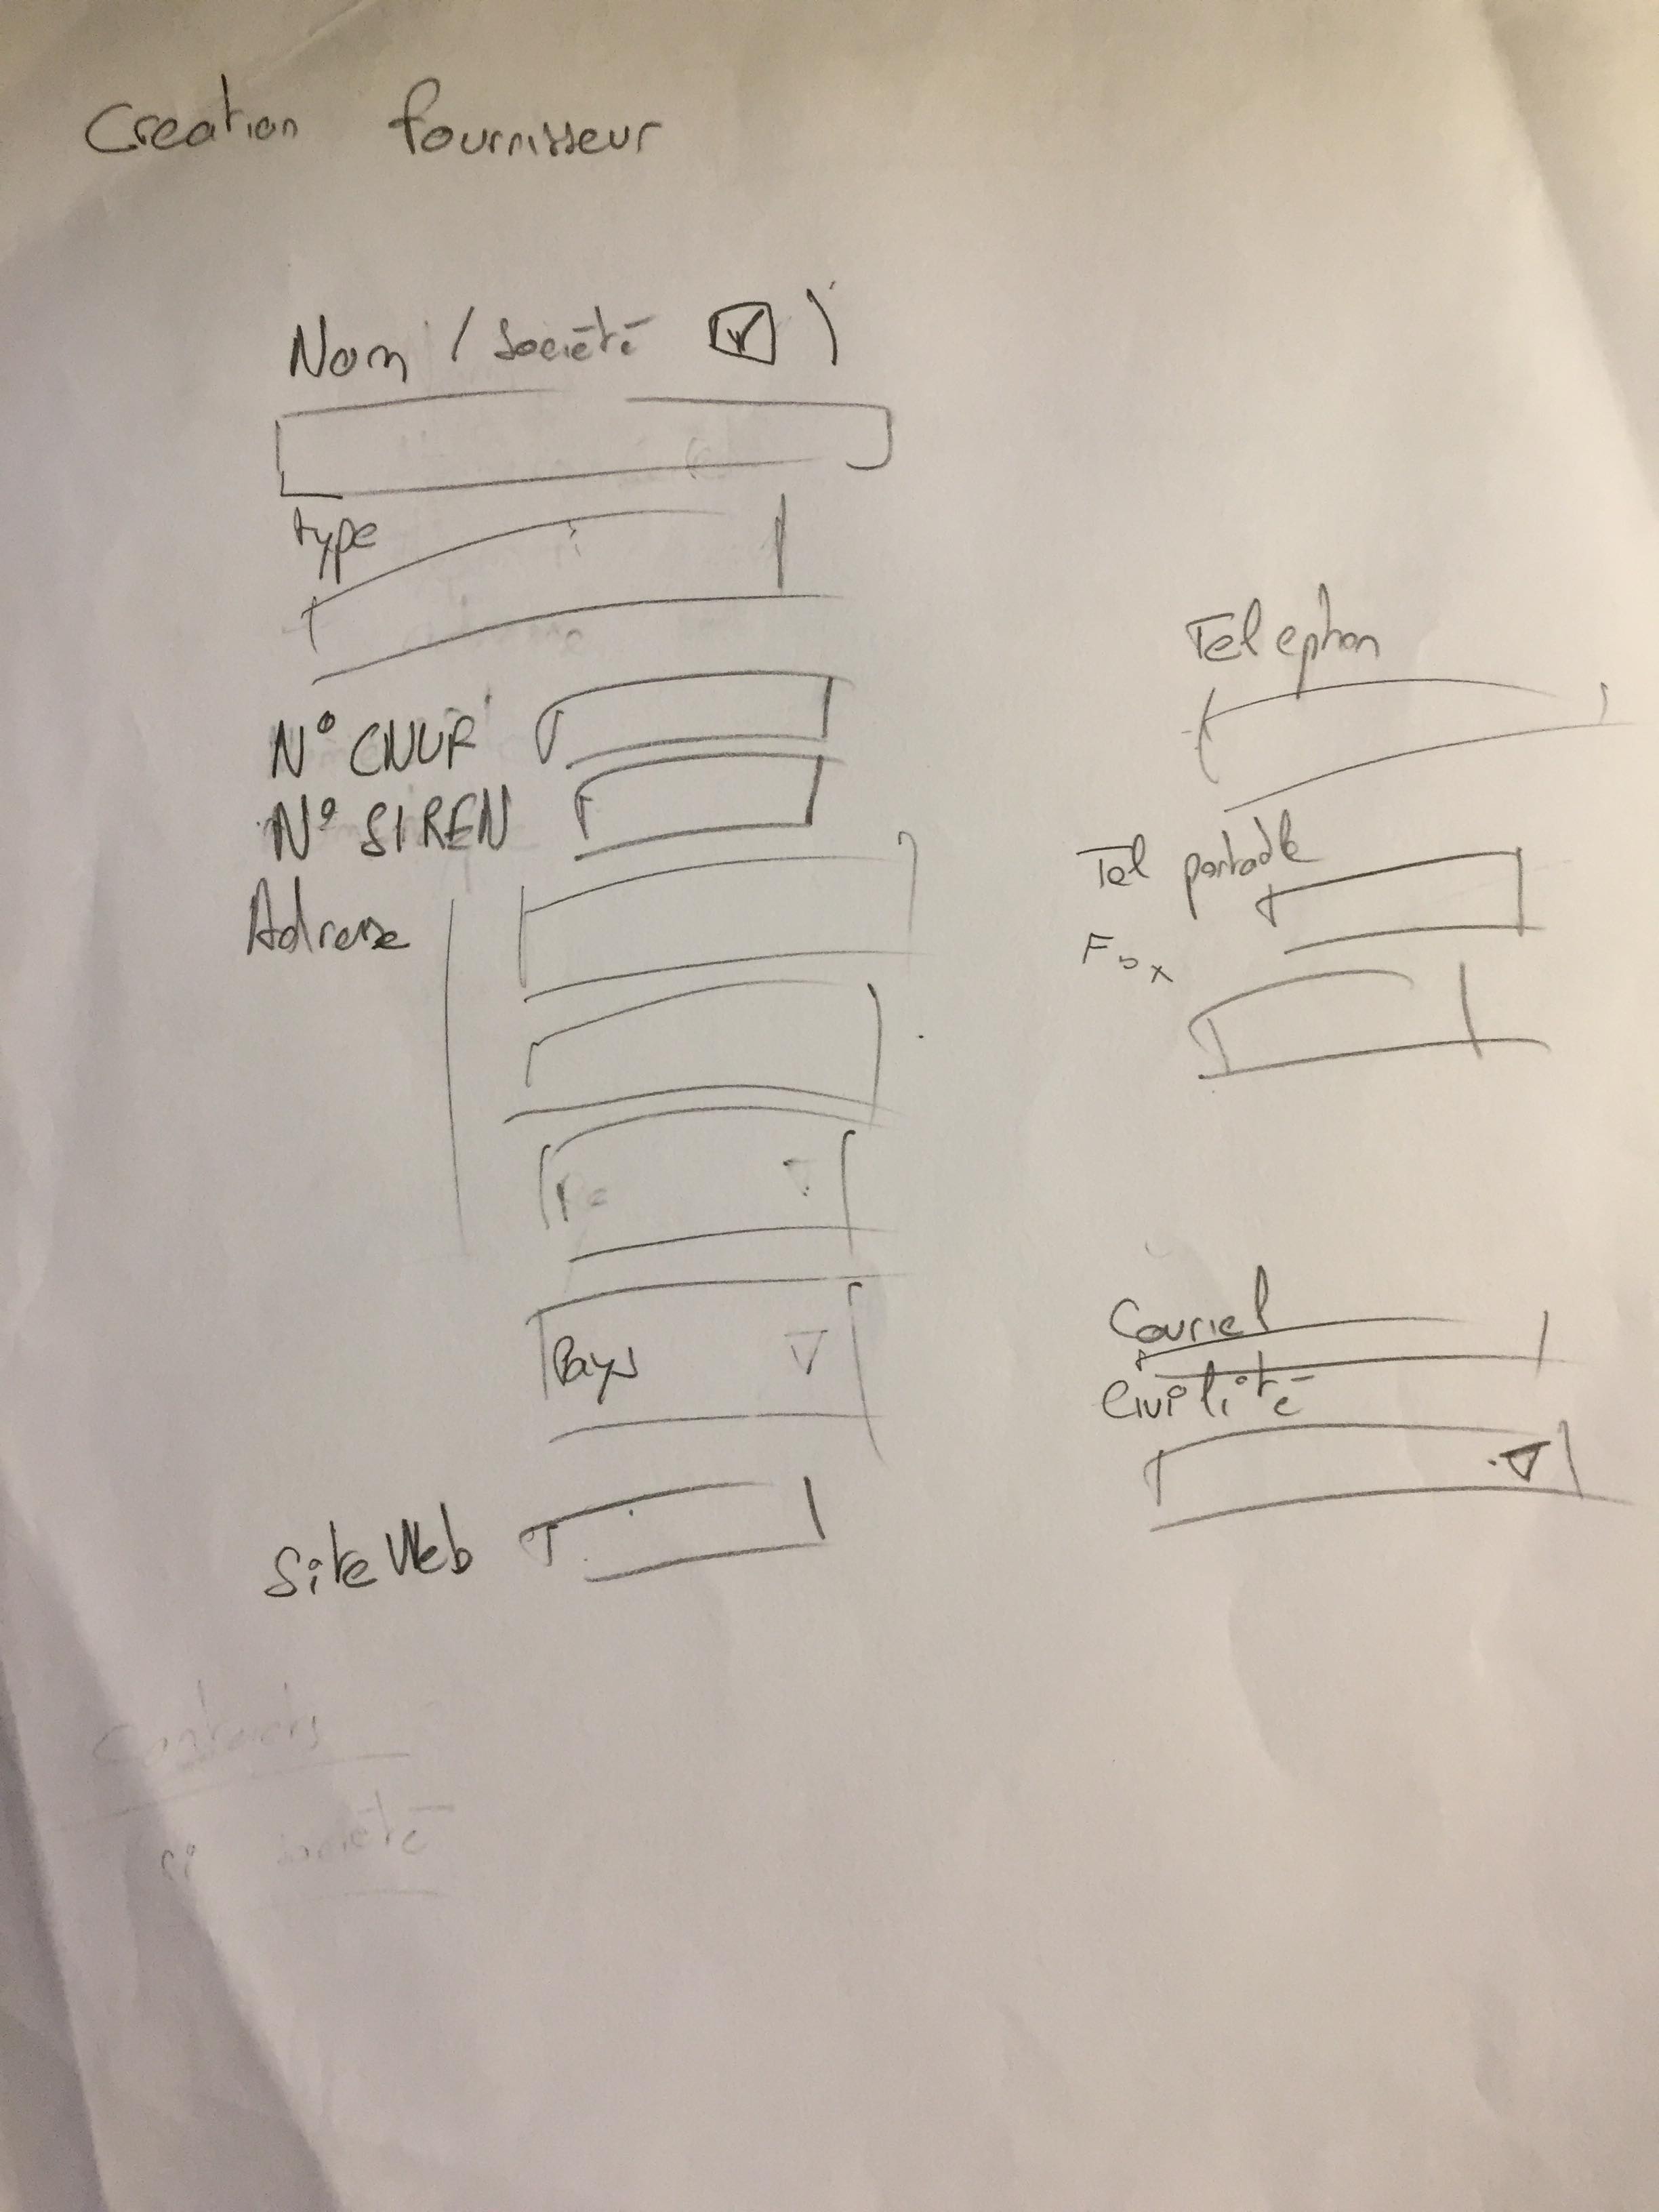 Creation fournisseur
Nom (Société )
type
N° CNUF
N° SIREN
Adresse
Pays
Site Web
Telephon
Tel portable
Fax
Couriel
Civilité
Contacts
si société